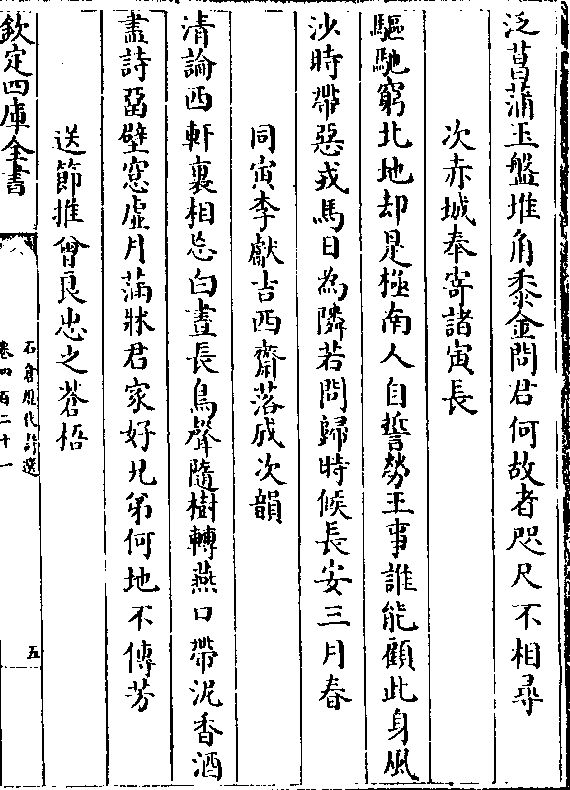 泛菖蒲玉盤堆角黍金問君何故者咫尺不相尋
次赤城奉寄諸寅長
驅馳窮北地却是極南人自誓勞王事誰能顧此身風
沙時帶惡戎馬日為隣若問歸時候長安三月春
同寅李獻吉西齋落成次韻
清論西軒裏相忘白晝長鳥聲隨樹轉燕口帶泥香酒
盡詩留壁窓虛月滿牀君家好兄弟何地不傳芳
送節推曾良忠之蒼梧
欽定四庫全書
石倉歷代詩選
卷四百二十一
五